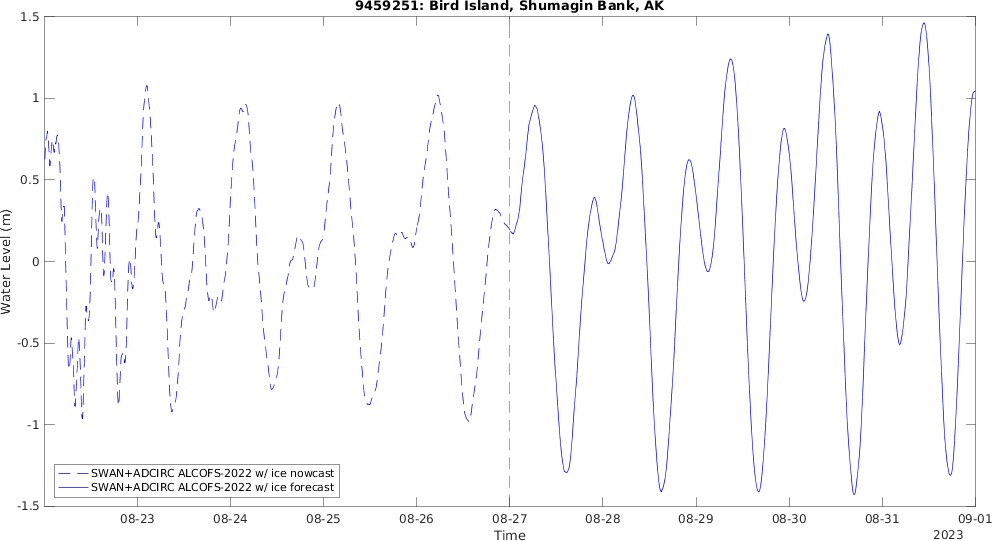 9459251: Bird Island, Shumagin Bank, AK
1.5
1
0.5
0
-0.5
-1
-1.5
Water Level (m)
SWAN+ADCIRC ALCOFS-2022 w/ ice nowcast
SWAN+ADCIRC ALCOFS-2022 w/ ice forecast
08-23 08-24 08-25 08-26 08-27 08-28 08-29 08-30 08-31 09-01
Time
2023